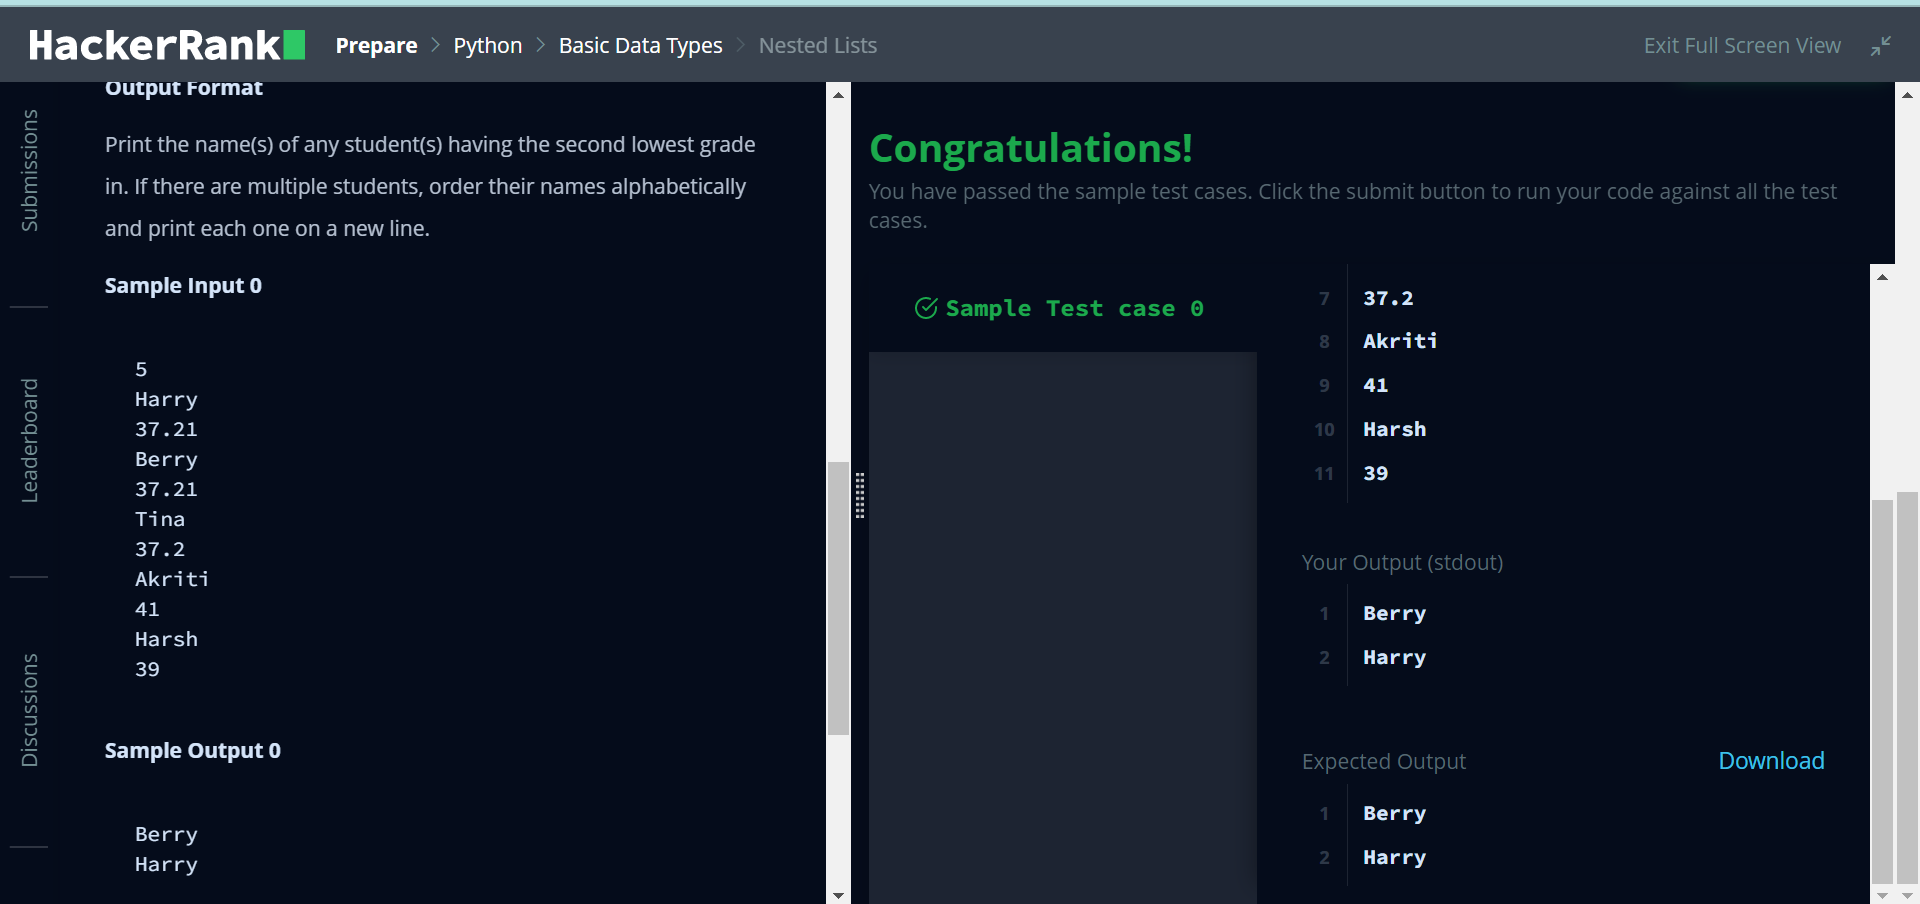 HackerRank
Prepare > Python > Basic Data Types > Nested Lists
Exit Full Screen View
Submissions
Leaderboard
Discussions
Output Format
Print the name(s) of any student(s) having the second lowest grade
in. If there are multiple students, order their names alphabetically
and print each one on a new line.
Sample Input 0
5
Harry
37.21
Berry
37.21
Tina
37.2
Akriti
41
Harsh
39
Sample Output 0
Berry
Harry
Congratulations!
You have passed the sample test cases. Click the submit button to run your code against all the test
cases.
Sample Test case 0
7 37.2
8 Akriti
9 41
10 Harsh
11 39
Your Output (stdout)
1 Berry
2 Harry
Expected Output
Download
1 Berry
2 Harry